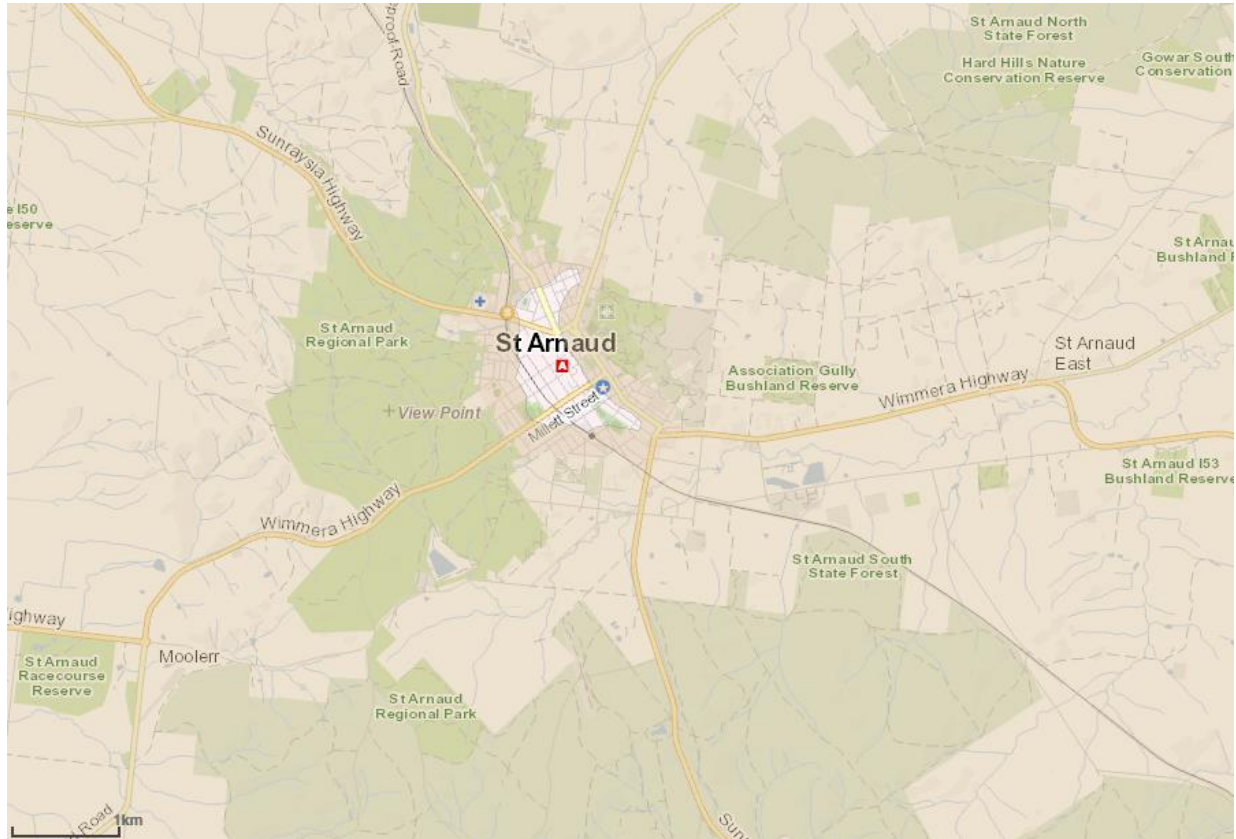 St Arnaud North
State Forest
Hard Hills Nature
Conservation Reserve
Gowar South
Conservation
proof-Road
Sunraysia Highway
e I50
eserve
St Arnau
Bushland R
St Arnaud
Regional Park
St Arnaud
A
St Arnaud
East
Association Gully
Bushland Reserve
Wimmera Highway
View Point
Millett Street
St Arnaud I53
Bushland Reserve
Wimmera Highway
St Arnaud South
State Forest
ighway
Moolerr
St Arnaud
Racecourse
Reserve
St Arnaud
Regional Park
Road
1km
Sun